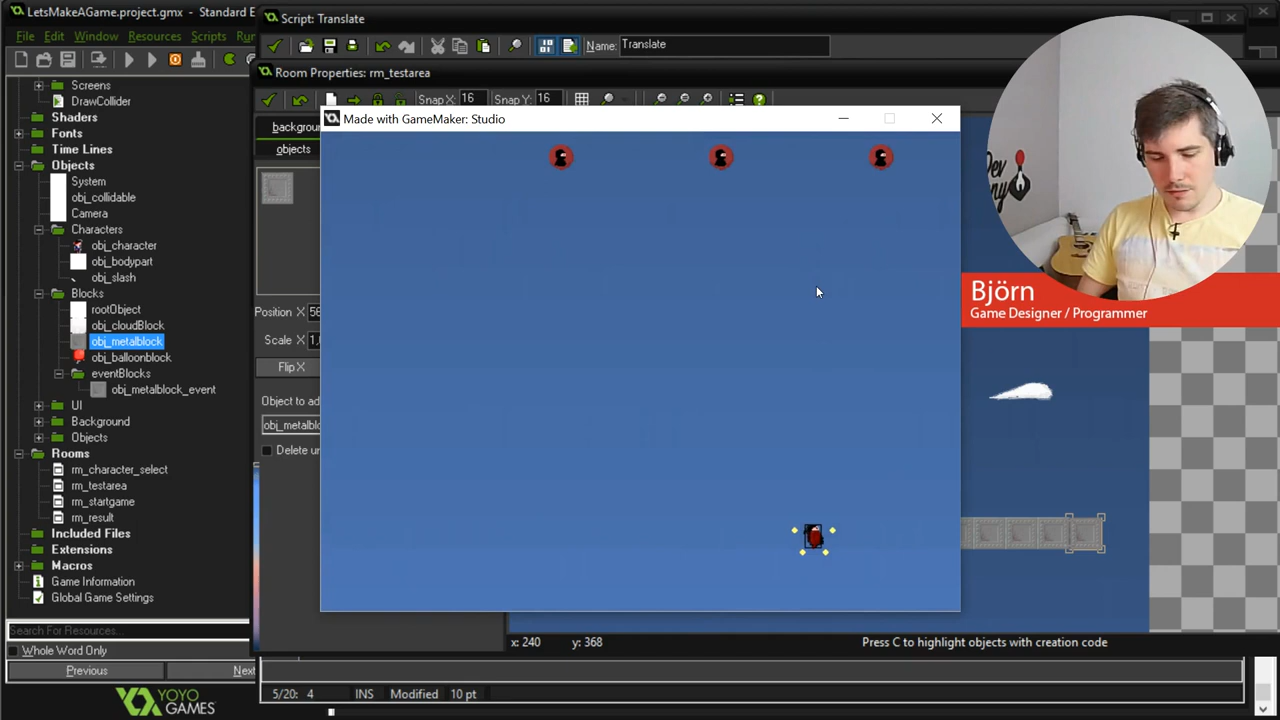 LetsMakeAGame.project.gmx - Standard E
Script: Translate
File Edit Window Resources Scripts Ru
Name: Translate
Room Properties: rm_testarea
Snap X: 16 Snap Y: 16
Made with GameMaker: Studio
Screens
DrawCollider
Shaders
Fonts
Time Lines
Objects
System
obj_collidable
Camera
Characters
obj_character
obj_bodypart
obj_slash
Blocks
rootObject
obj_cloudBlock
obj_metalblock
obj_balloonblock
eventBlocks
obj_metalblock_event
UI
Background
Objects
Rooms
rm_character_select
rm_testarea
rm_startgame
rm_result
Included Files
Extensions
Macros
Game Information
Global Game Settings
Search For Resources...
Whole Word Only
Previous
Next
YOYO
GAMES
objects
Position X
Scale X 1,
Flip X
Object to ad
obj_metalblo
Delete un
Björn
Game Designer / Programmer
x: 240 y: 368
Press C to highlight objects with creation code
5/20: 4 INS Modified 10 pt